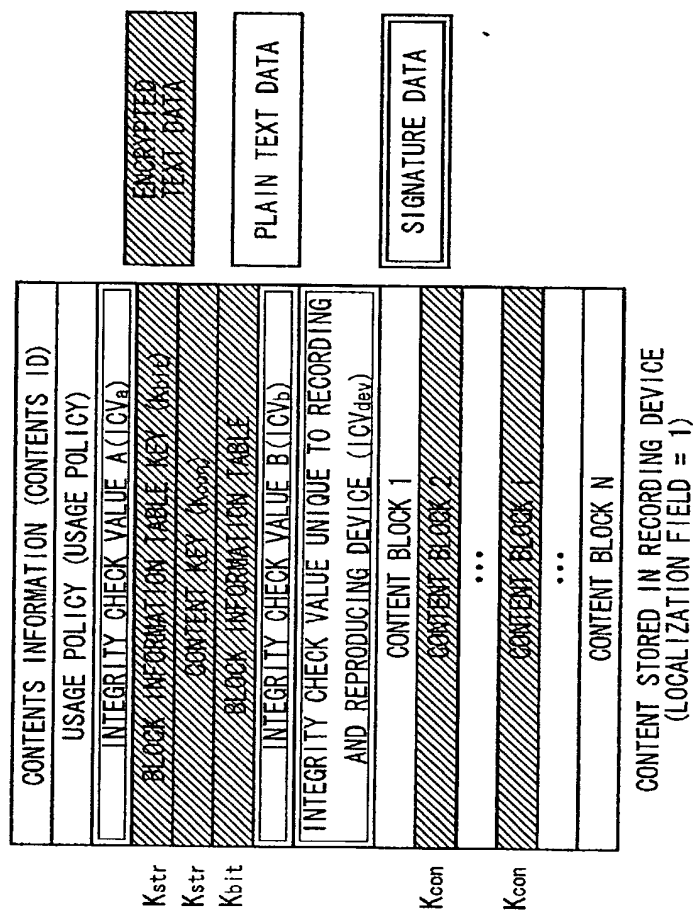 CONTENTS INFORMATION (CONTENTS ID)
USAGE POLICY (USAGE POLICY)
INTEGRITY CHECK VALUE A(ICVa)
Kstr BLOCK INFORMATION TABLE KEY (Kbit)
Kstr CONTENT KEY (Kcon)
Kbit BLOCK INFORMATION TABLE
INTEGRITY CHECK VALUE B(ICVb)
INTEGRITY CHECK VALUE UNIQUE TO RECORDING
AND REPRODUCING DEVICE (ICVdev)
CONTENT BLOCK 1
Kcon CONTENT BLOCK 2
...
Kcon CONTENT BLOCK i
...
CONTENT BLOCK N
CONTENT STORED IN RECORDING DEVICE
(LOCALIZATION FIELD = 1)
ENCRYPTED
TEXT DATA
PLAIN TEXT DATA
SIGNATURE DATA